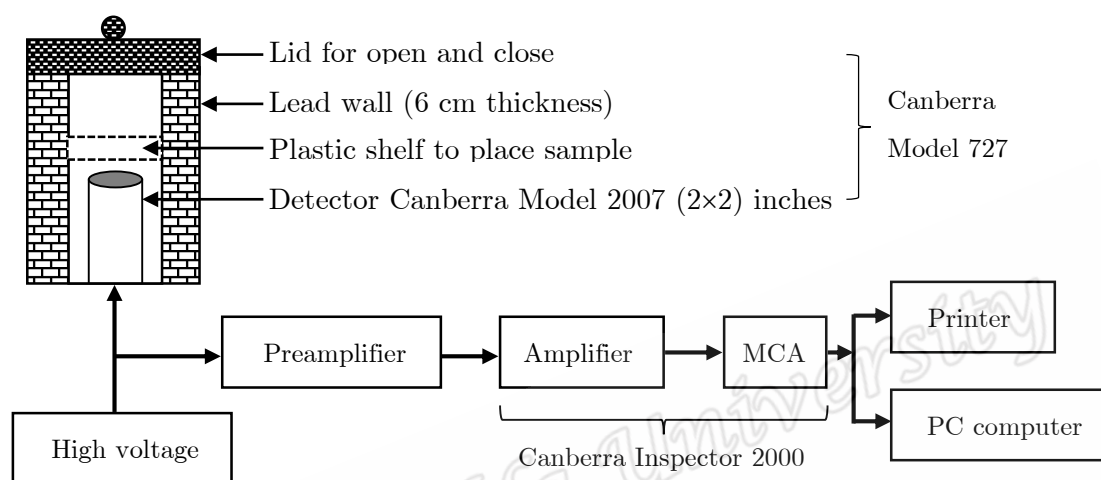 Lid for open and close
Lead wall (6 cm thickness)
Plastic shelf to place sample
Detector Canberra Model 2007 (2×2) inches
Canberra
Model 727
Preamplifier
Amplifier
MCA
Printer
PC computer
High voltage
Canberra Inspector 2000
University